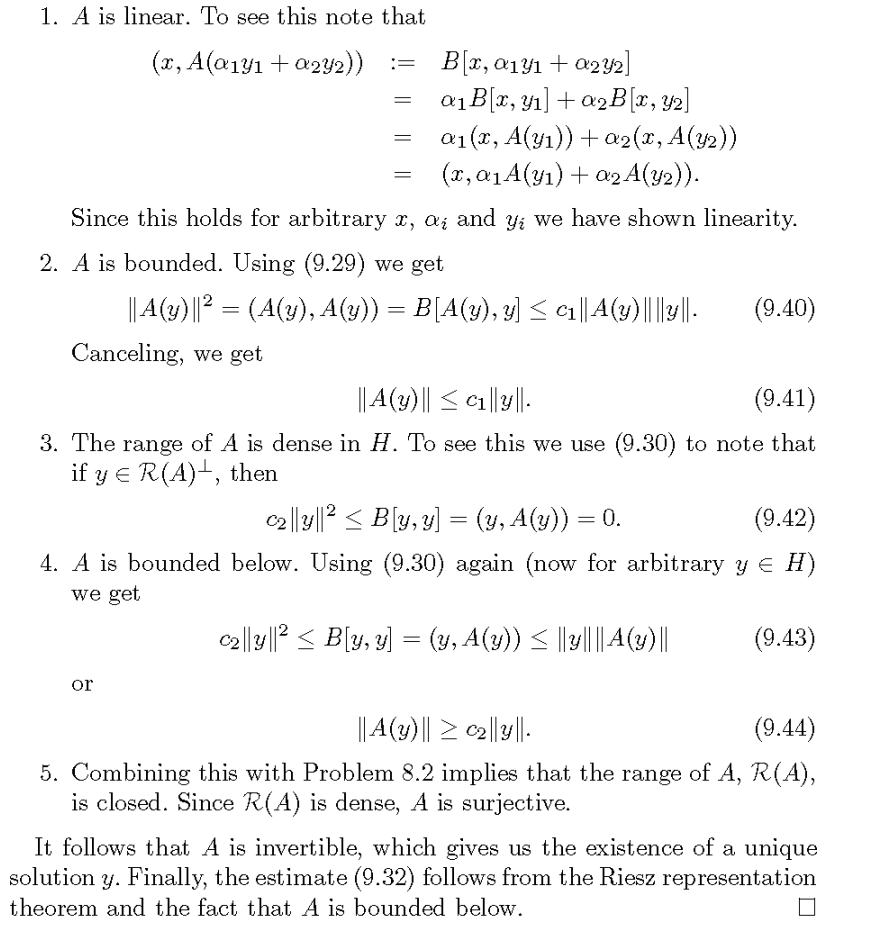 1. A is linear. To see this note that
(x, A(α₁y₁ + α₂y₂)) := B[x, α₁y₁ + α₂y₂]
= α₁B[x, y₁] + α₂B[x, y₂]
= α₁(x, A(y₁)) + α₂(x, A(y₂))
= (x, α₁A(y₁) + α₂A(y₂)).
Since this holds for arbitrary x, αᵢ and yᵢ we have shown linearity.
2. A is bounded. Using (9.29) we get
‖A(y)‖² = (A(y), A(y)) = B[A(y), y] ≤ c₁‖A(y)‖‖y‖. (9.40)
Canceling, we get
‖A(y)‖ ≤ c₁‖y‖. (9.41)
3. The range of A is dense in H. To see this we use (9.30) to note that
if y ∈ ℛ(A)^⊥, then
c₂‖y‖² ≤ B[y, y] = (y, A(y)) = 0. (9.42)
4. A is bounded below. Using (9.30) again (now for arbitrary y ∈ H)
we get
c₂‖y‖² ≤ B[y, y] = (y, A(y)) ≤ ‖y‖‖A(y)‖ (9.43)
or
‖A(y)‖ ≥ c₂‖y‖. (9.44)
5. Combining this with Problem 8.2 implies that the range of A, ℛ(A),
is closed. Since ℛ(A) is dense, A is surjective.
It follows that A is invertible, which gives us the existence of a unique
solution y. Finally, the estimate (9.32) follows from the Riesz representation
theorem and the fact that A is bounded below. □